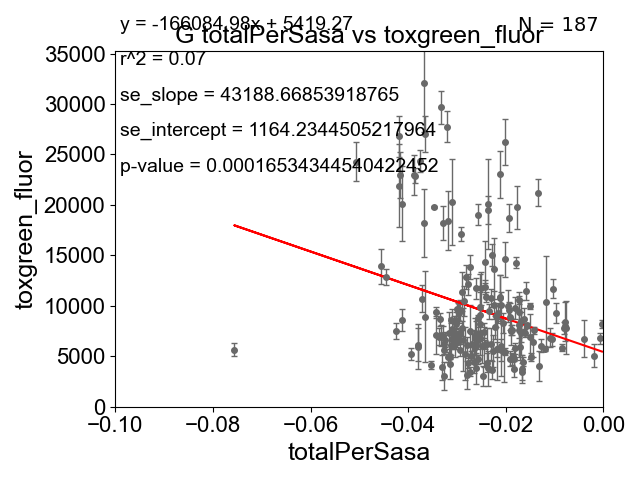 y = -166084.98x + 5419.27
N = 187
G totalPerSasa vs toxgreen_fluor
r^2 = 0.07
se_slope = 43188.66853918765
se_intercept = 1164.2344505217964
p-value = 0.00016534344540422452
35000
30000
25000
20000
15000
10000
5000
0
toxgreen_fluor
−0.10 −0.08 −0.06 −0.04 −0.02 0.00
totalPerSasa